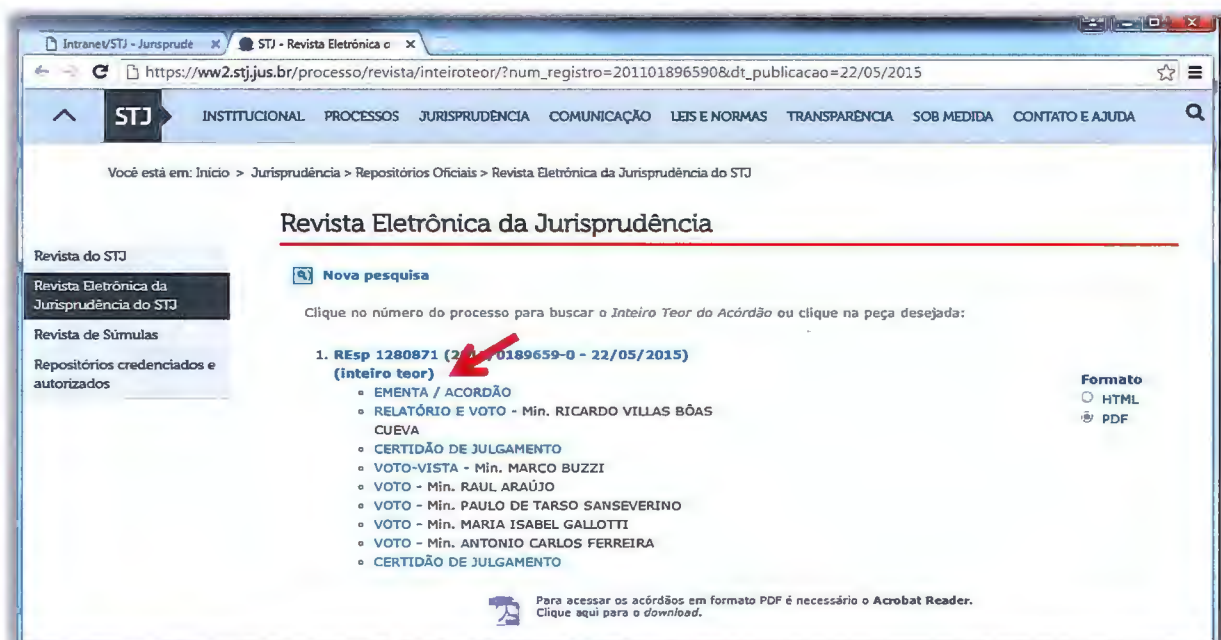 Intranet/STJ - Jurisprude
STJ - Revista Eletrônica o
https://ww2.stj.jus.br/processo/revista/inteiroteor/?num_registro=201101896590&dt_publicacao=22/05/2015
STJ
INSTITUCIONAL PROCESSOS JURISPRUDÊNCIA COMUNICAÇÃO LEIS E NORMAS TRANSPARÊNCIA SOB MEDIDA CONTATO E AJUDA
Você está em: Início > Jurisprudência > Repositórios Oficiais > Revista Eletrônica da Jurisprudência do STJ
Revista Eletrônica da Jurisprudência
Revista do STJ
Revista Eletrônica da
Jurisprudência do STJ
Revista de Súmulas
Repositórios credenciados e
autorizados
Nova pesquisa
Clique no número do processo para buscar o Inteiro Teor do Acórdão ou clique na peça desejada:
1. REsp 1280871 (2011/0189659-0 - 22/05/2015)
(inteiro teor)
EMENTA / ACORDÃO
RELATÓRIO E VOTO - Min. RICARDO VILLAS BÔAS
CUEVA
CERTIDÃO DE JULGAMENTO
VOTO-VISTA - Min. MARCO BUZZI
VOTO - Min. RAUL ARAÚJO
VOTO - Min. PAULO DE TARSO SANSEVERINO
VOTO - Min. MARIA ISABEL GALLOTTI
VOTO - Min. ANTONIO CARLOS FERREIRA
CERTIDÃO DE JULGAMENTO
Formato
HTML
PDF
Para acessar os acórdãos em formato PDF é necessário o Acrobat Reader.
Clique aqui para o download.